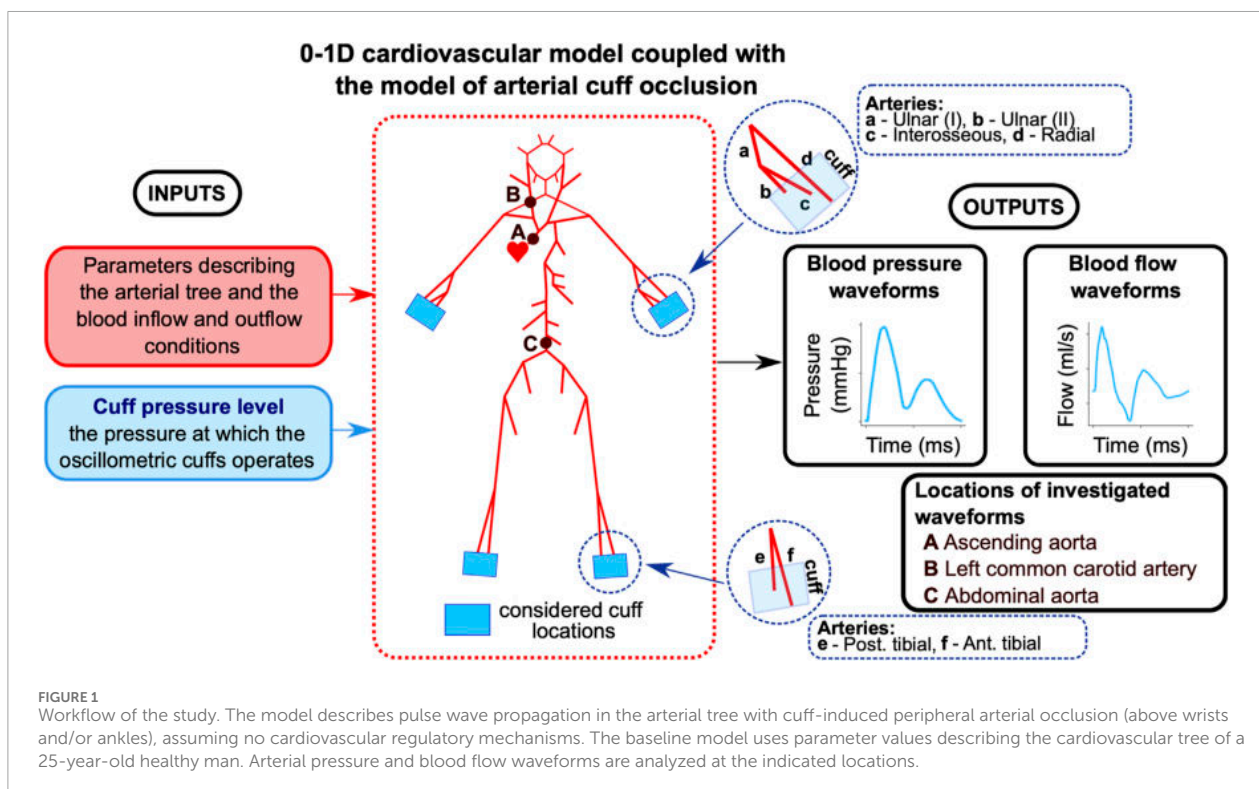 0-1D cardiovascular model coupled with
the model of arterial cuff occlusion
INPUTS
Parameters describing
the arterial tree and the
blood inflow and outflow
conditions
Cuff pressure level
the pressure at which the
oscillometric cuffs operates
B
A
C
considered cuff
locations
Arteries:
a - Ulnar (I), b - Ulnar (II)
c - Interosseous, d - Radial
a
d
cuff
b
c
e
f
cuff
Arteries:
e - Post. tibial, f - Ant. tibial
OUTPUTS
Blood pressure
waveforms
Pressure
(mmHg)
Time (ms)
Blood flow
waveforms
Flow (ml/s)
Time (ms)
Locations of investigated
waveforms
A Ascending aorta
B Left common carotid artery
C Abdominal aorta
FIGURE 1
Workflow of the study. The model describes pulse wave propagation in the arterial tree with cuff-induced peripheral arterial occlusion (above wrists
and/or ankles), assuming no cardiovascular regulatory mechanisms. The baseline model uses parameter values describing the cardiovascular tree of a
25-year-old healthy man. Arterial pressure and blood flow waveforms are analyzed at the indicated locations.